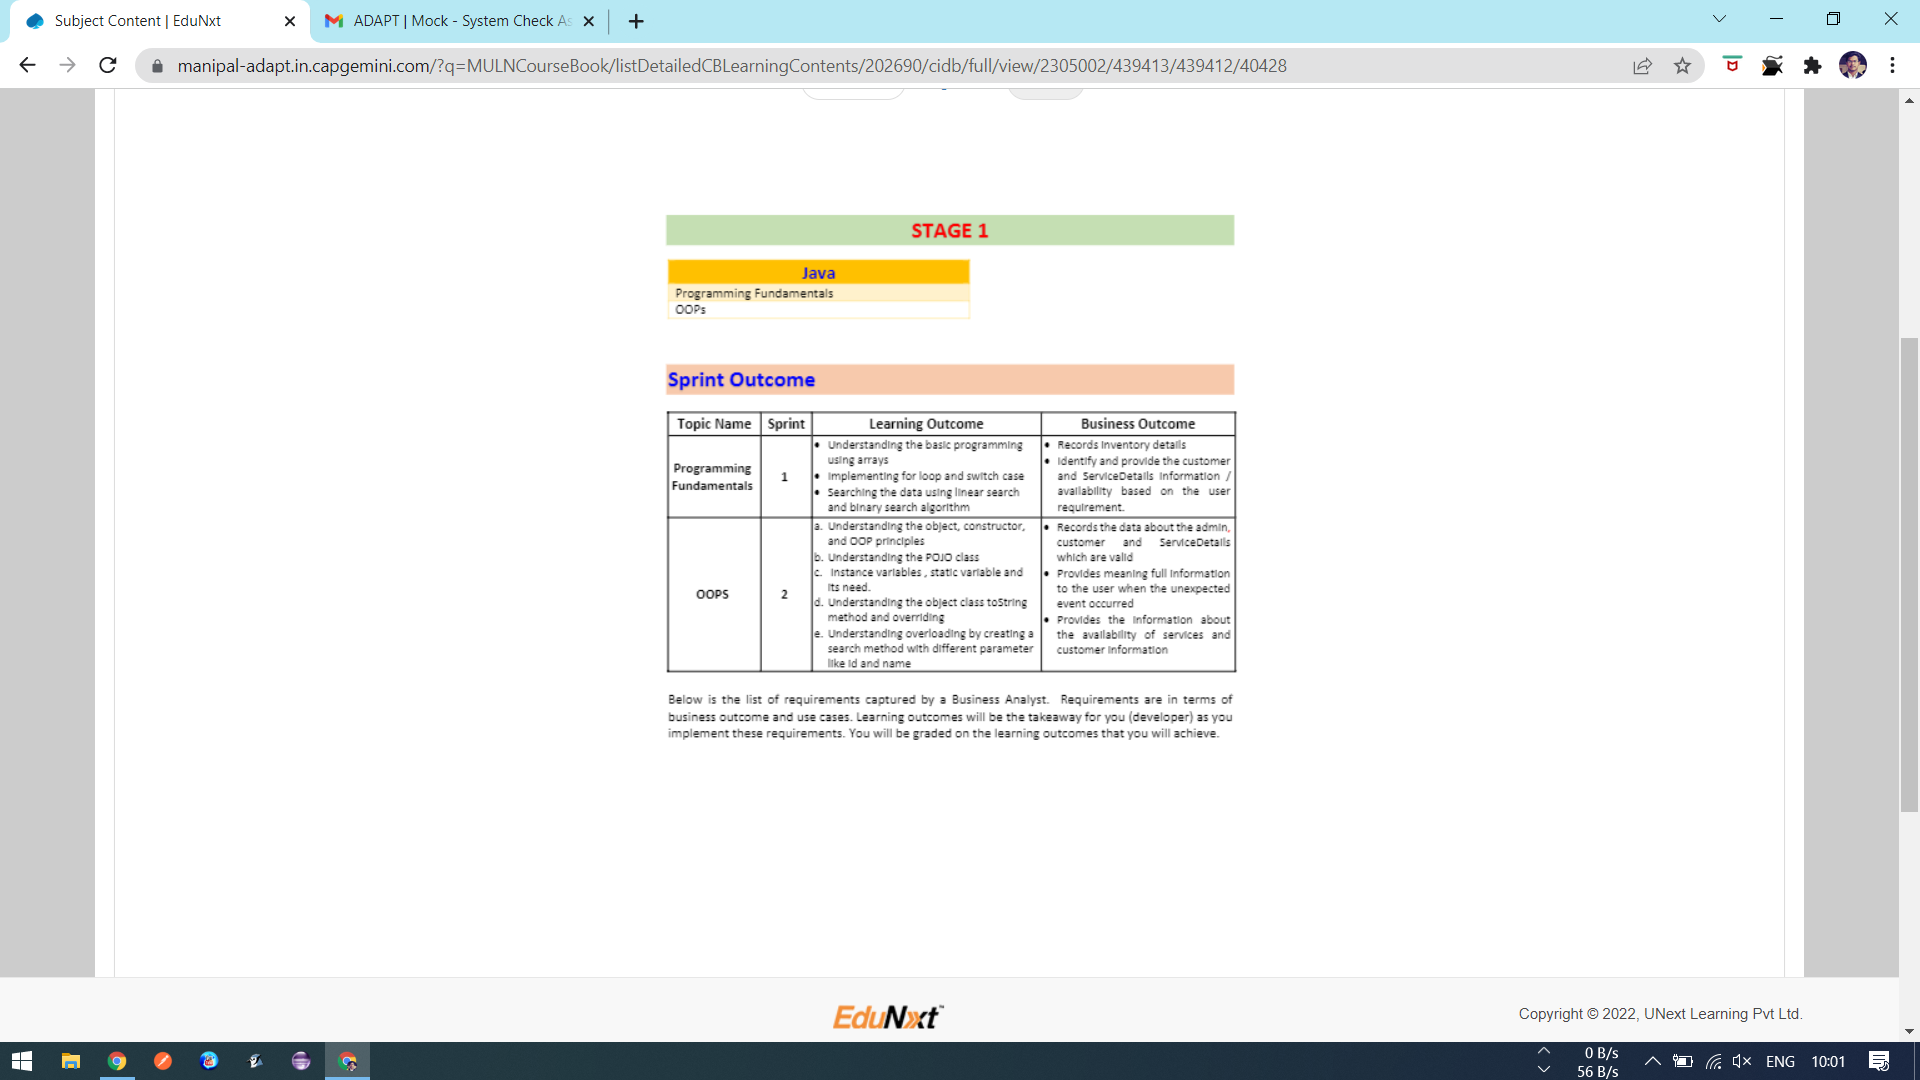 Subject Content | EduNxt
ADAPT | Mock - System Check As
manipal-adapt.in.capgemini.com/?q=MULNCourseBook/listDetailedCBLearningContents/202690/cidb/full/view/2305002/439413/439412/40428
STAGE 1
Java
Programming Fundamentals
OOPs
Sprint Outcome
Topic Name Sprint Learning Outcome Business Outcome
Programming
Fundamentals
1
• Understanding the basic programming
using arrays
• Implementing for loop and switch case
• Searching the data using linear search
and binary search algorithm
• Records Inventory details
• Identify and provide the customer
and ServiceDetails Information /
availability based on the user
requirement.
OOPS
2
a. Understanding the object, constructor,
and OOP principles
b. Understanding the POJO class
c. Instance variables , static variable and
its need.
d. Understanding the object class toString
method and overriding
e. Understanding overloading by creating a
search method with different parameter
like id and name
• Records the data about the admin,
customer and ServiceDetails
which are valid
• Provides meaning full Information
to the user when the unexpected
event occurred
• Provides the Information about
the availability of services and
customer Information
Below is the list of requirements captured by a Business Analyst. Requirements are in terms of
business outcome and use cases. Learning outcomes will be the takeaway for you (developer) as you
implement these requirements. You will be graded on the learning outcomes that you will achieve.
EduNxt™
Copyright © 2022, UNext Learning Pvt Ltd.
0 B/s
56 B/s
ENG
10:01